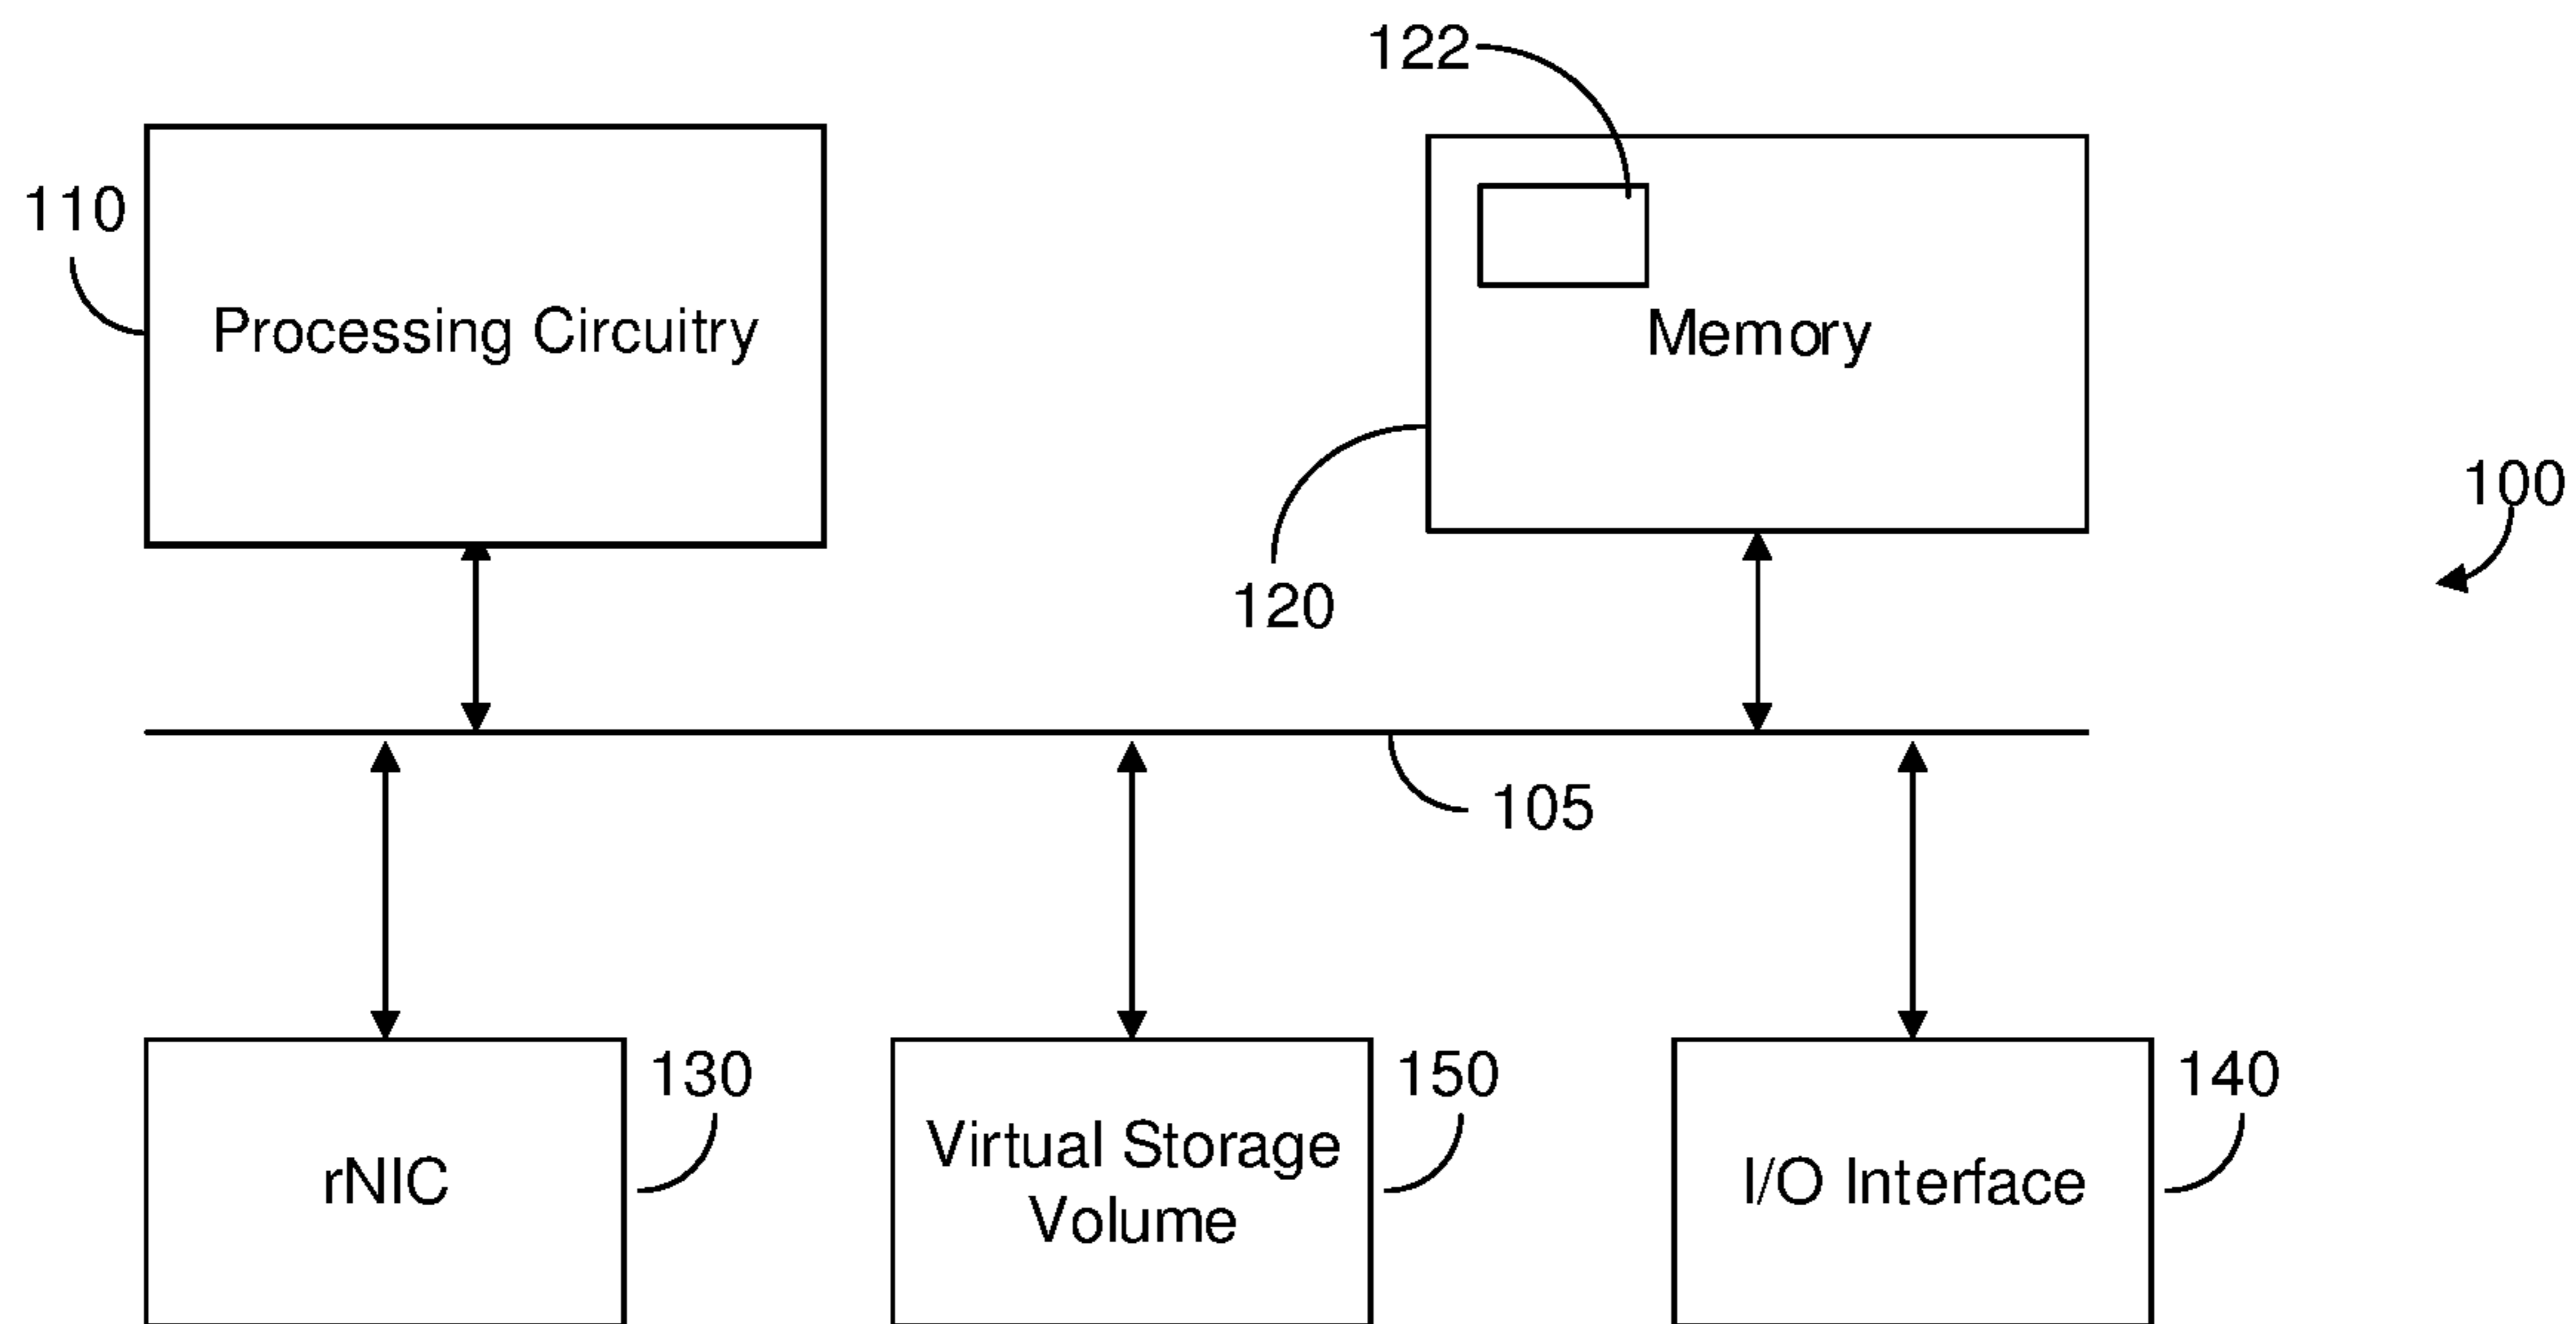 122
110
Processing Circuitry
Memory
100
120
105
130
150
140
rNIC
Virtual Storage
Volume
I/O Interface